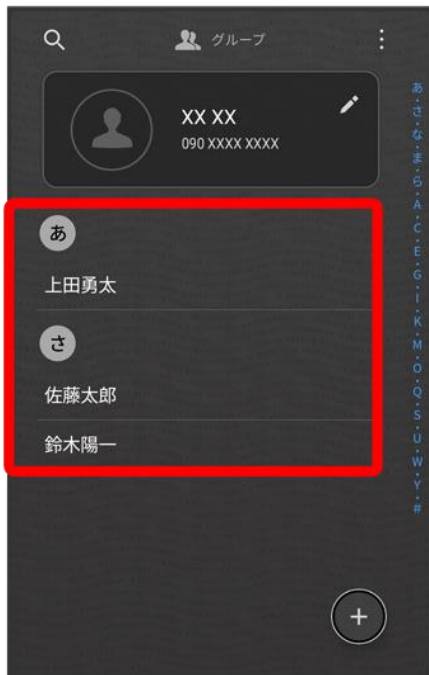 グループ
XX XX
090 XXXX XXXX
あ
上田勇太
さ
佐藤太郎
鈴木陽一
あ・さ・な・ま・ら・A・C・E・G・I・K・M・O・Q・S・U・W・Y・#